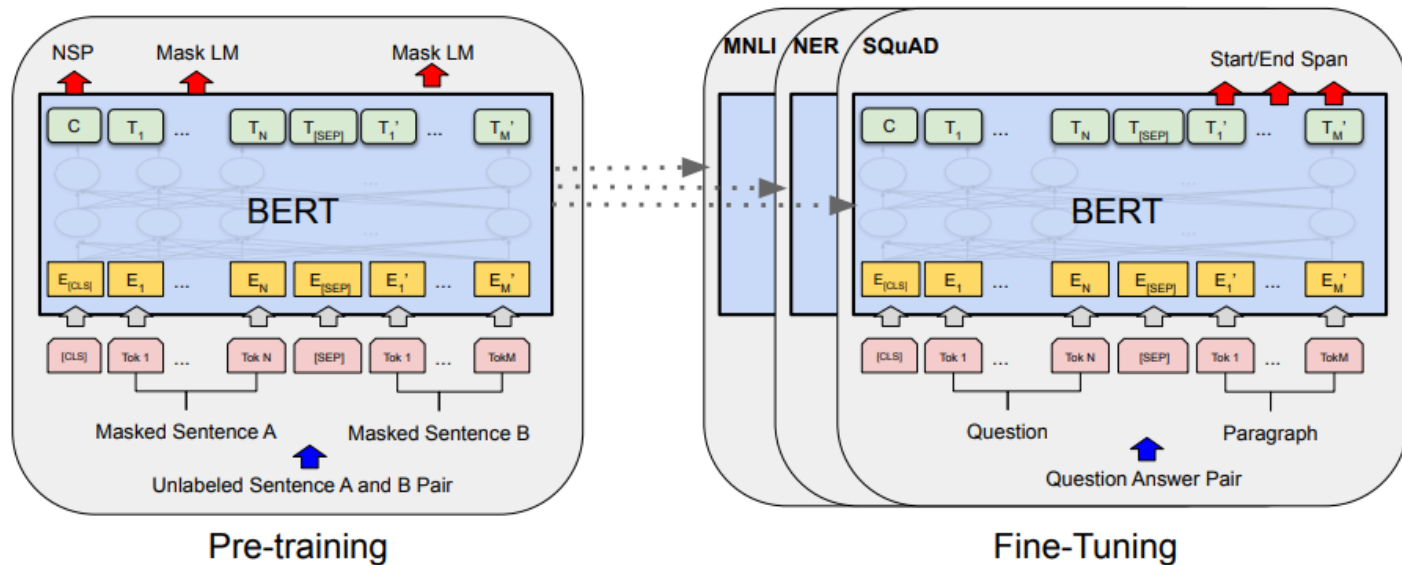 NSP Mask LM Mask LM
C T1 ... TN T[SEP] T1' ... TM'
...
BERT
...
E[CLS] E1 ... EN E[SEP] E1' ... EM'
[CLS] Tok 1 ... Tok N [SEP] Tok 1 ... TokM
Masked Sentence A Masked Sentence B
Unlabeled Sentence A and B Pair
Pre-training
MNLI NER SQuAD
Start/End Span
C T1 ... TN T[SEP] T1' ... TM'
...
BERT
...
E[CLS] E1 ... EN E[SEP] E1' ... EM'
[CLS] Tok 1 ... Tok N [SEP] Tok 1 ... TokM
Question Paragraph
Question Answer Pair
Fine-Tuning